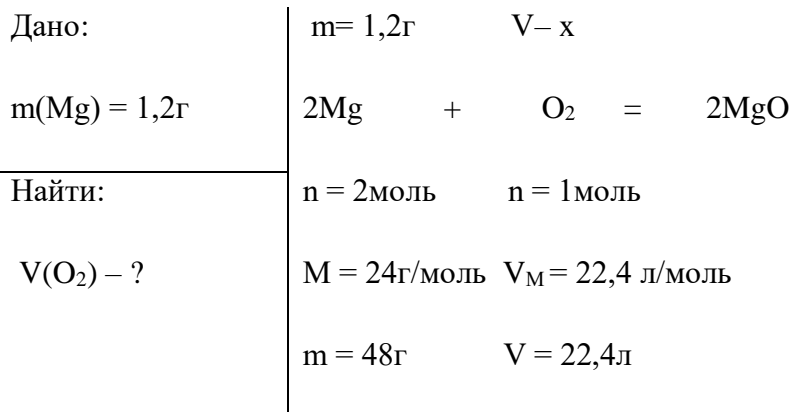 Дано:
m= 1,2г V– x
m(Mg) = 1,2г
2Mg + O₂ = 2MgO
Найти:
n = 2моль n = 1моль
V(O₂) – ?
M = 24г/моль Vᴍ = 22,4 л/моль
m = 48г V = 22,4л